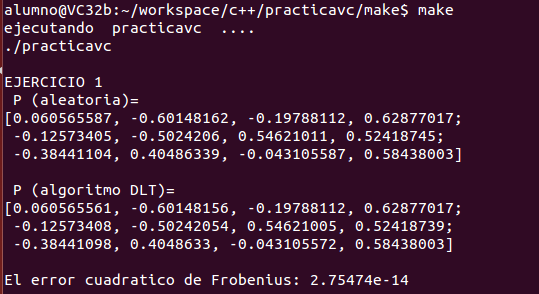 alumno@VC32b:~/workspace/c++/practicavc/make$ make
ejecutando  practicavc  ....
./practicavc
EJERCICIO 1
P (aleatoria)=
[0.060565587, -0.60148162, -0.19788112, 0.62877017;
-0.12573405, -0.5024206, 0.54621011, 0.52418745;
-0.38441104, 0.40486339, -0.043105587, 0.58438003]
P (algoritmo DLT)=
[0.060565561, -0.60148156, -0.19788112, 0.62877017;
-0.12573408, -0.50242054, 0.54621005, 0.52418739;
-0.38441098, 0.4048633, -0.043105572, 0.58438003]
El error cuadratico de Frobenius: 2.75474e-14